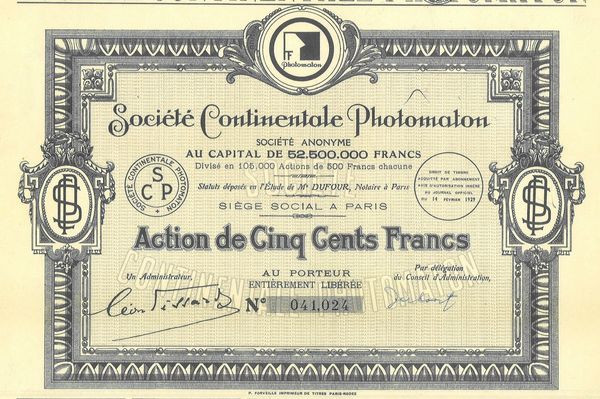 F
Photomaton
Société Continentale Photomaton
SOCIÉTÉ ANONYME
AU CAPITAL DE 52.500.000 FRANCS
Divisé en 105.000 Actions de 500 Francs chacune
Statuts déposés en l'Étude de Me DUFOUR, Notaire à Paris
SIÈGE SOCIAL A PARIS
SOCIÉTÉ CONTINENTALE PHOTOMATON
S
C P
DROIT DE TIMBRE
ACQUITTÉ PAR ABONNEMENT
AVIS D'AUTORISATION INSÉRÉ
AU JOURNAL OFFICIEL
DU 14 FÉVRIER 1929
Action de Cinq Cents Francs
CONTINENTALE PHOTOMATON
AU PORTEUR
ENTIÈREMENT LIBÉRÉE
Un Administrateur,
Par délégation
du Conseil d'Administration,
No 041,024
P. FORVEILLE IMPRIMEUR DE TITRES PARIS-RODEZ